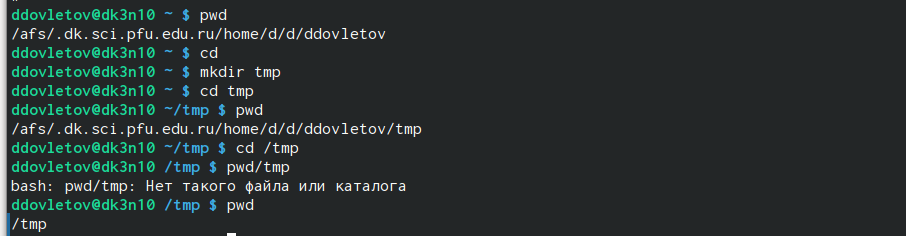 ddovletov@dk3n10 ~ $ pwd
/afs/.dk.sci.pfu.edu.ru/home/d/d/ddovletov
ddovletov@dk3n10 ~ $ cd
ddovletov@dk3n10 ~ $ mkdir tmp
ddovletov@dk3n10 ~ $ cd tmp
ddovletov@dk3n10 ~/tmp $ pwd
/afs/.dk.sci.pfu.edu.ru/home/d/d/ddovletov/tmp
ddovletov@dk3n10 ~/tmp $ cd /tmp
ddovletov@dk3n10 /tmp $ pwd/tmp
bash: pwd/tmp: Нет такого файла или каталога
ddovletov@dk3n10 /tmp $ pwd
/tmp